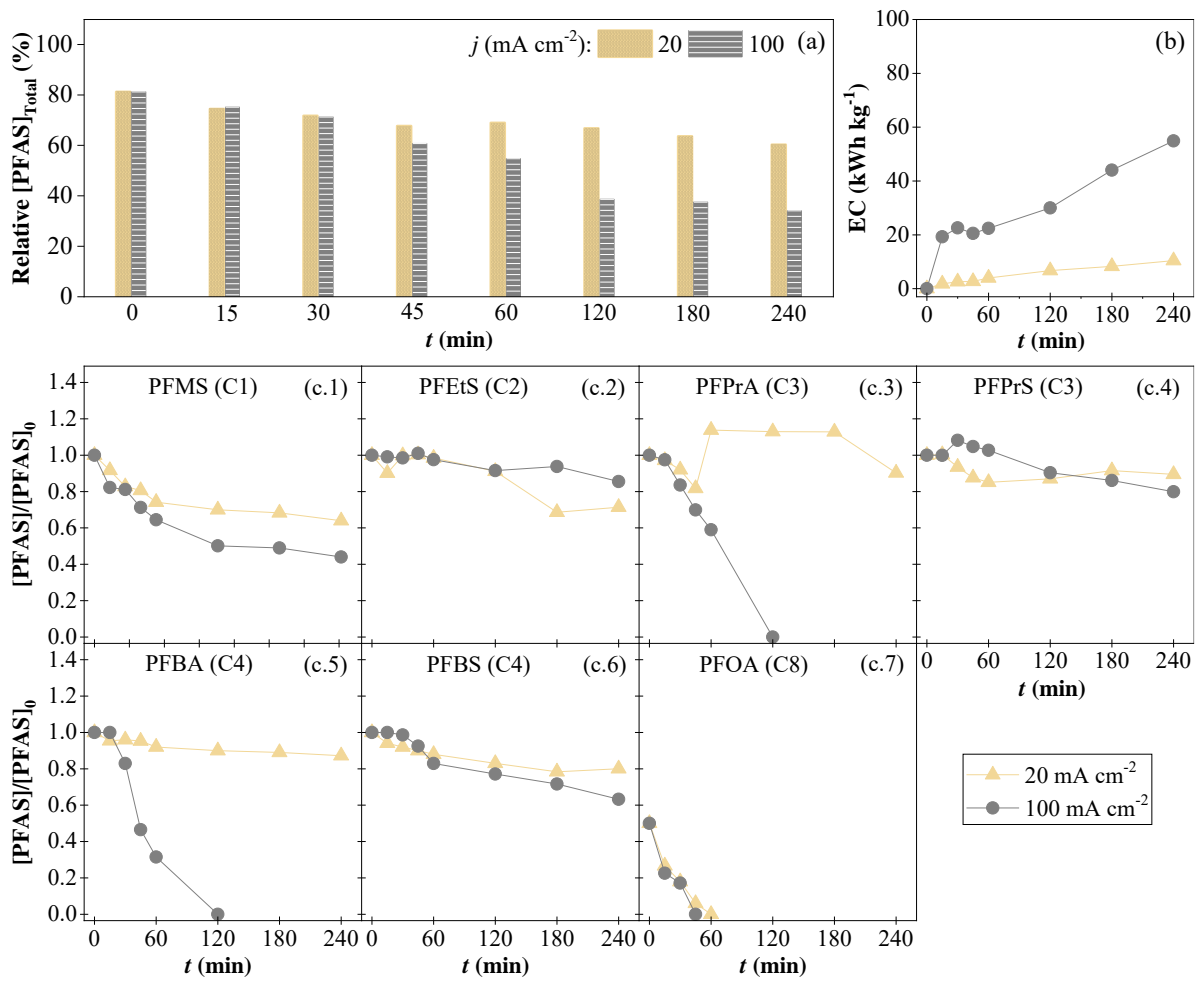 j (mA cm⁻²): 20 100 (a)
Relative [PFAS]Total (%)
100
80
60
40
20
0
0 15 30 45 60 120 180 240
t (min)
(b)
EC (kWh kg⁻¹)
100
80
60
40
20
0
0 60 120 180 240
t (min)
[PFAS]/[PFAS]₀
1.4
1.2
1.0
0.8
0.6
0.4
0.2
0.0
PFMS (C1) (c.1)
PFEtS (C2) (c.2)
PFPrA (C3) (c.3)
PFPrS (C3) (c.4)
0 60 120 180 240
t (min)
[PFAS]/[PFAS]₀
1.4
1.2
1.0
0.8
0.6
0.4
0.2
0.0
PFBA (C4) (c.5)
PFBS (C4) (c.6)
PFOA (C8) (c.7)
0 60 120 180 240
t (min)
0 60 120 180 240
t (min)
0 60 120 180 240
t (min)
20 mA cm⁻²
100 mA cm⁻²